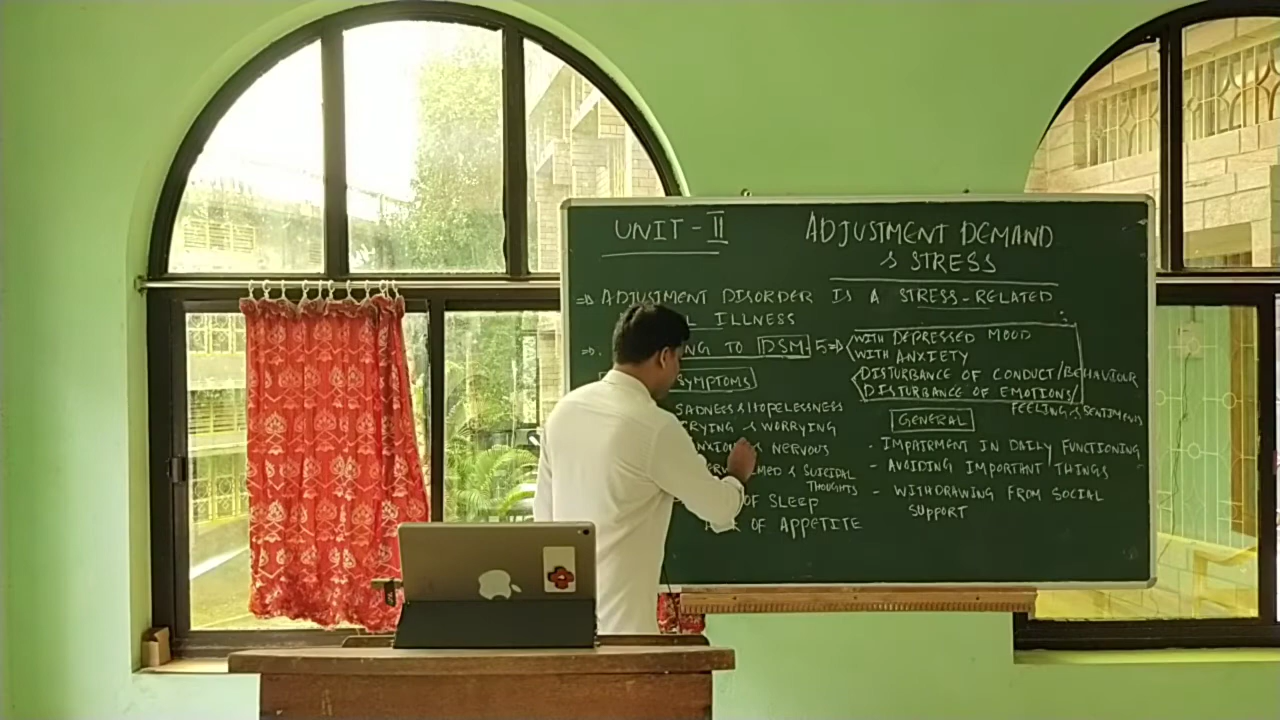 UNIT - II
ADJUSTMENT DEMAND
& STRESS
⇒ ADJUSTMENT DISORDER IS A STRESS-RELATED
ILLNESS
⇒ TO DSM 5 ⇒
WITH DEPRESSED MOOD
WITH ANXIETY
DISTURBANCE OF CONDUCT/BEHAVIOUR
DISTURBANCE OF EMOTIONS/
FEELING & SENTIMENTS
SYMPTOMS
SADNESS & HOPELESSNESS
CRYING & WORRYING
& NERVOUS
& SUICIDAL
THOUGHTS
OF SLEEP
OF APPETITE
GENERAL
- IMPAIRMENT IN DAILY FUNCTIONING
- AVOIDING IMPORTANT THINGS
- WITHDRAWING FROM SOCIAL
SUPPORT